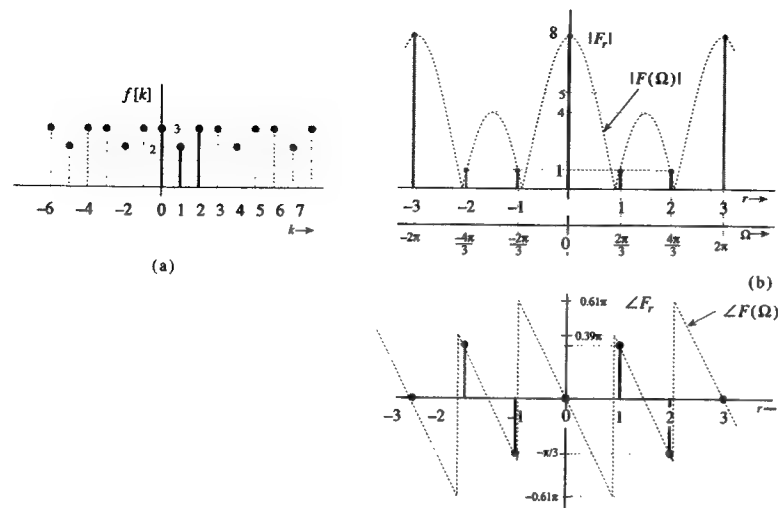 f[k]
3
2
-6 -4 -2 0 1 2 3 4 5 6 7
k→
(a)
8
|F_r|
|F(Ω)|
5
4
1
-3 -2 -1 1 2 3 r→
-2π -4π/3 -2π/3 0 2π/3 4π/3 2π Ω→
(b)
0.61π
∠F_r
∠F(Ω)
0.39π
-3 -2 -1 0 1 2 3 r—
-π/3
-0.61π